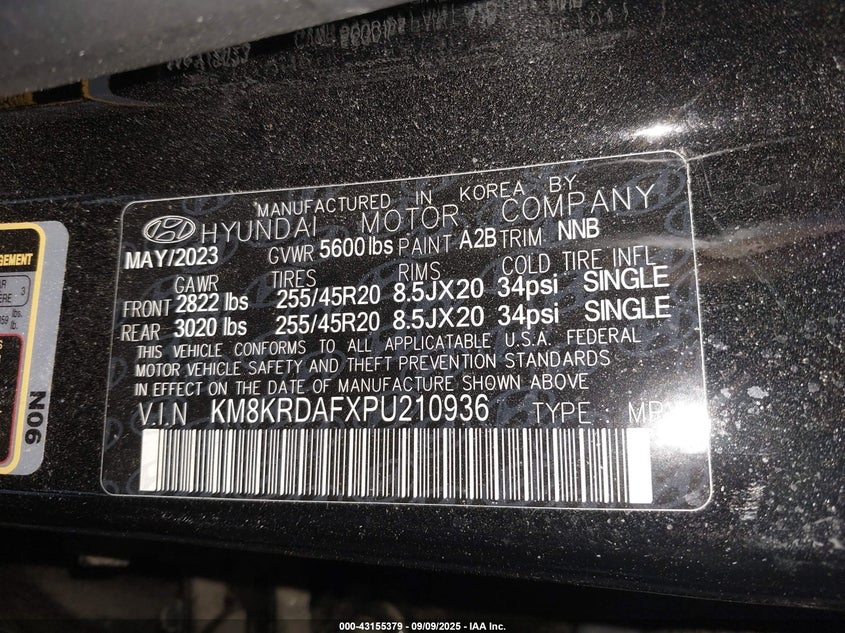 MANUFACTURED IN KOREA BY
HYUNDAI MOTOR COMPANY
MAY/2023 GVWR 5600 lbs PAINT A2B TRIM NNB
GAWR TIRES RIMS COLD TIRE INFL
FRONT 2822 lbs 255/45R20 8.5JX20 34psi SINGLE
REAR 3020 lbs 255/45R20 8.5JX20 34psi SINGLE
THIS VEHICLE CONFORMS TO ALL APPLICATABLE U.S.A. FEDERAL
MOTOR VEHICLE SAFETY AND THEFT PREVENTION STANDARDS
IN EFFECT ON THE DATE OF MANUFACTURE SHOWN ABOVE
V.I.N KM8KRDAFXPU210936 TYPE : MP
N06
000-43155379 - 09/09/2025 - IAA Inc.